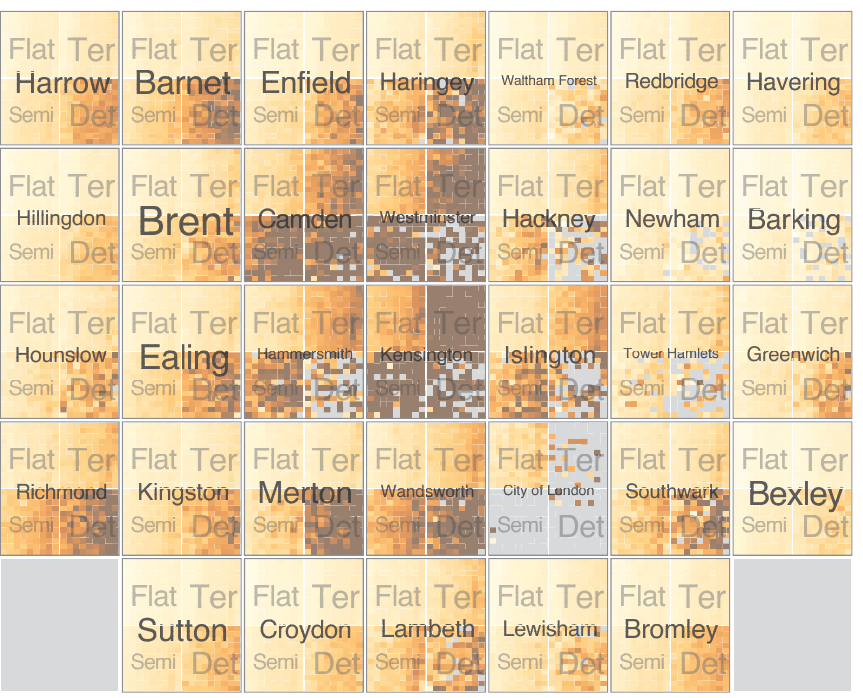 Flat Ter Flat Ter Flat Ter Flat Ter Flat Ter Flat Ter Flat Ter
Harrow Barnet Enfield Haringey Waltham Forest Redbridge Havering
Semi Det Semi Det Semi Det Semi Det Semi Det Semi Det Semi Det
Flat Ter Flat Ter Flat Ter Flat Ter Flat Ter Flat Ter Flat Ter
Hillingdon Brent Camden Westminster Hackney Newham Barking
Semi Det Semi Det Semi Det Semi Det Semi Det Semi Det Semi Det
Flat Ter Flat Ter Flat Ter Flat Ter Flat Ter Flat Ter Flat Ter
Hounslow Ealing Hammersmith Kensington Islington Tower Hamlets Greenwich
Semi Det Semi Det Semi Det Semi Det Semi Det Semi Det Semi Det
Flat Ter Flat Ter Flat Ter Flat Ter Flat Ter Flat Ter Flat Ter
Richmond Kingston Merton Wandsworth City of London Southwark Bexley
Semi Det Semi Det Semi Det Semi Det Semi Det Semi Det Semi Det
Flat Ter Flat Ter Flat Ter Flat Ter Flat Ter
Sutton Croydon Lambeth Lewisham Bromley
Semi Det Semi Det Semi Det Semi Det Semi Det